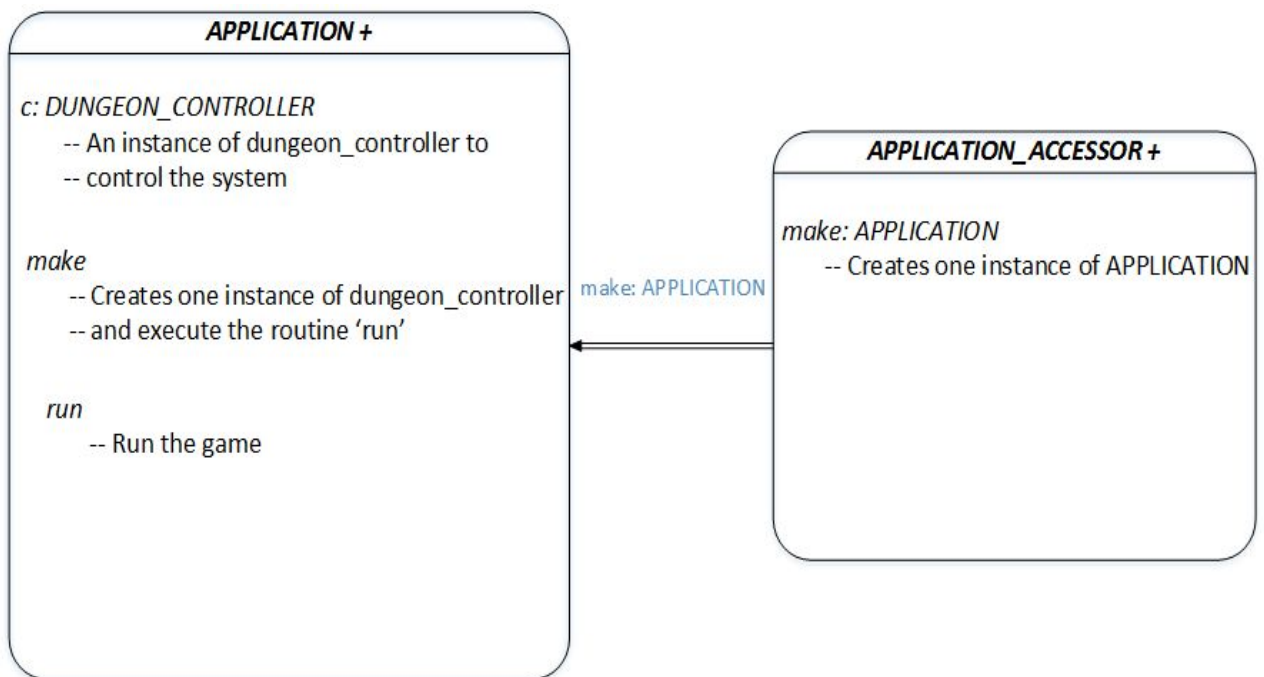 APPLICATION +
c: DUNGEON_CONTROLLER
-- An instance of dungeon_controller to
-- control the system
make
-- Creates one instance of dungeon_controller
-- and execute the routine ‘run’
run
-- Run the game
make: APPLICATION
APPLICATION_ACCESSOR +
make: APPLICATION
-- Creates one instance of APPLICATION